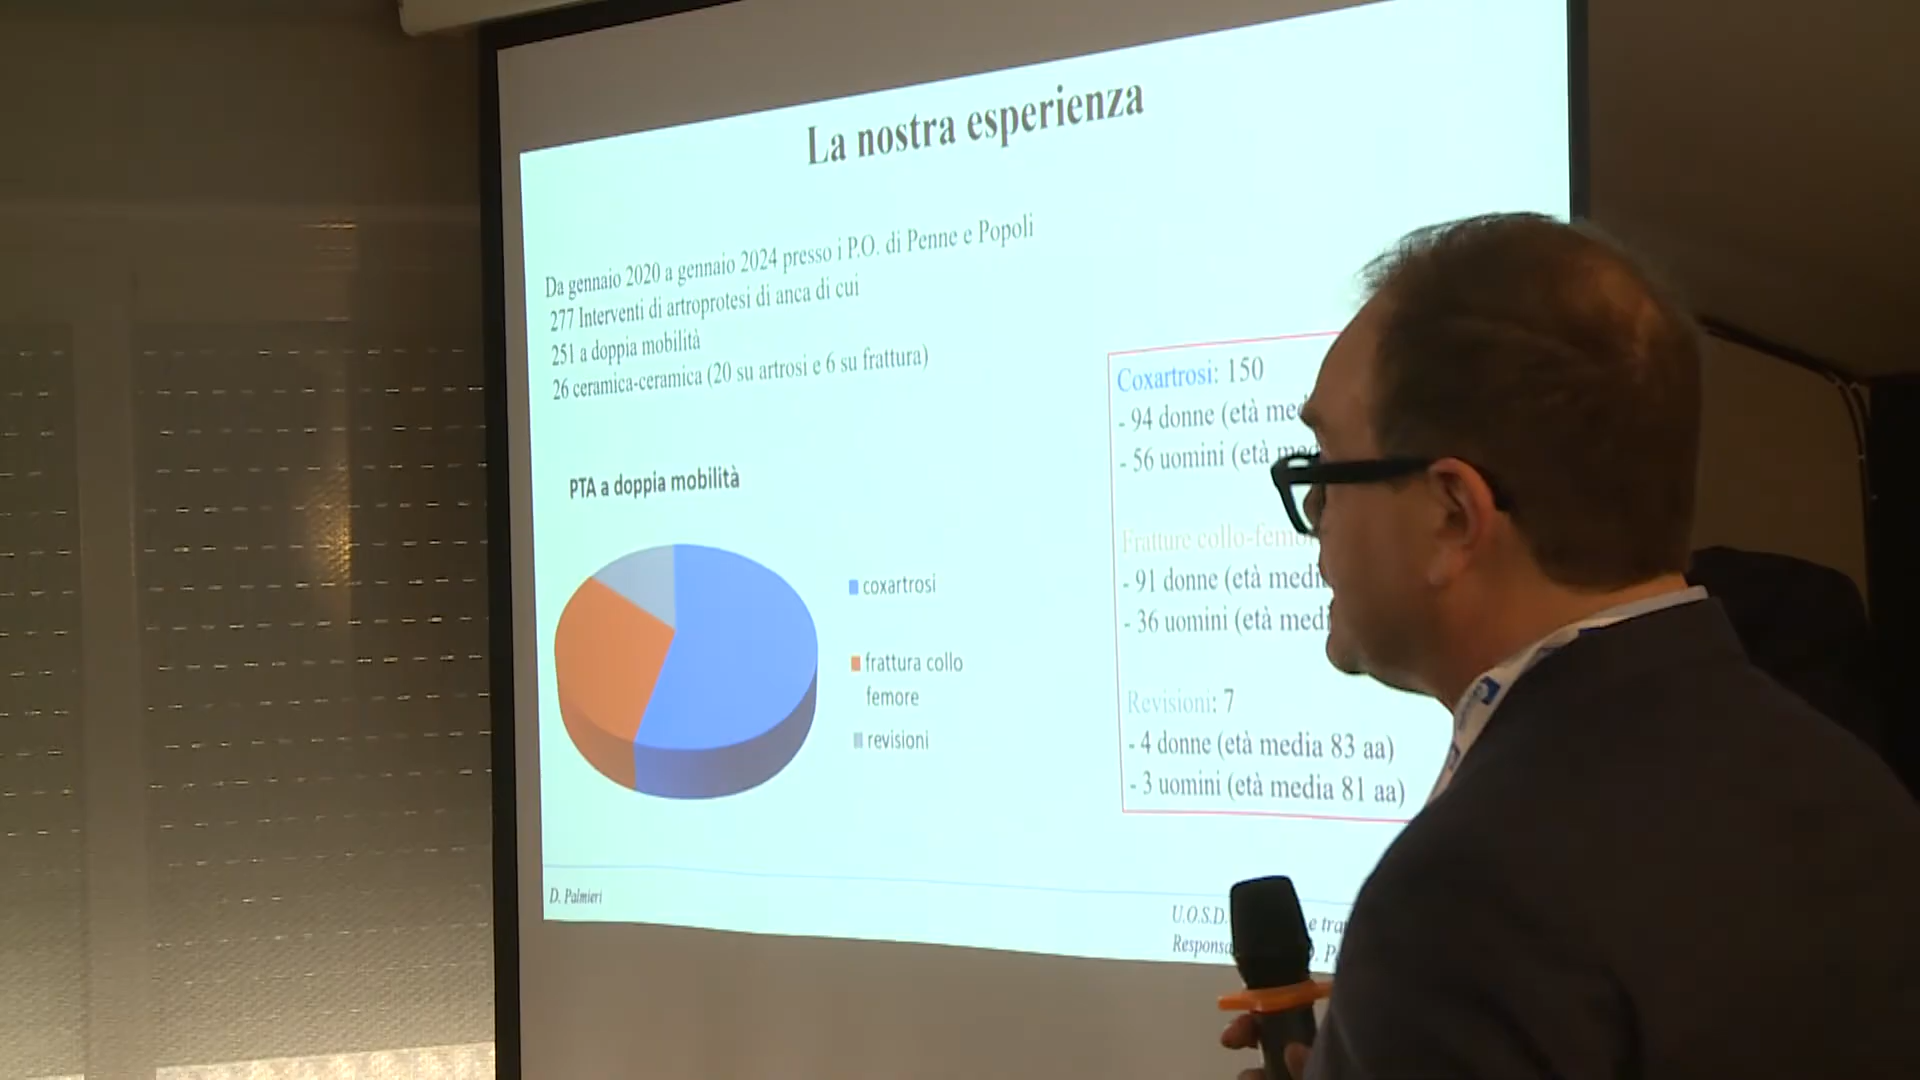 La nostra esperienza
Da gennaio 2020 a gennaio 2024 presso i P.O. di Penne e Popoli
277 Interventi di artroprotesi di anca di cui
251 a doppia mobilità
26 ceramica-ceramica (20 su artrosi e 6 su frattura)
PTA a doppia mobilità
coxartrosi
frattura collo
femore
revisioni
Coxartrosi: 150
- 94 donne (età
- 56 uomini (età
Fratture
- 91 donne (età
- 36 uomini (età
Revisioni: 7
- 4 donne (età media 83 aa)
- 3 uomini (età media 81 aa)
D. Palmieri
U.O.S.D.
e